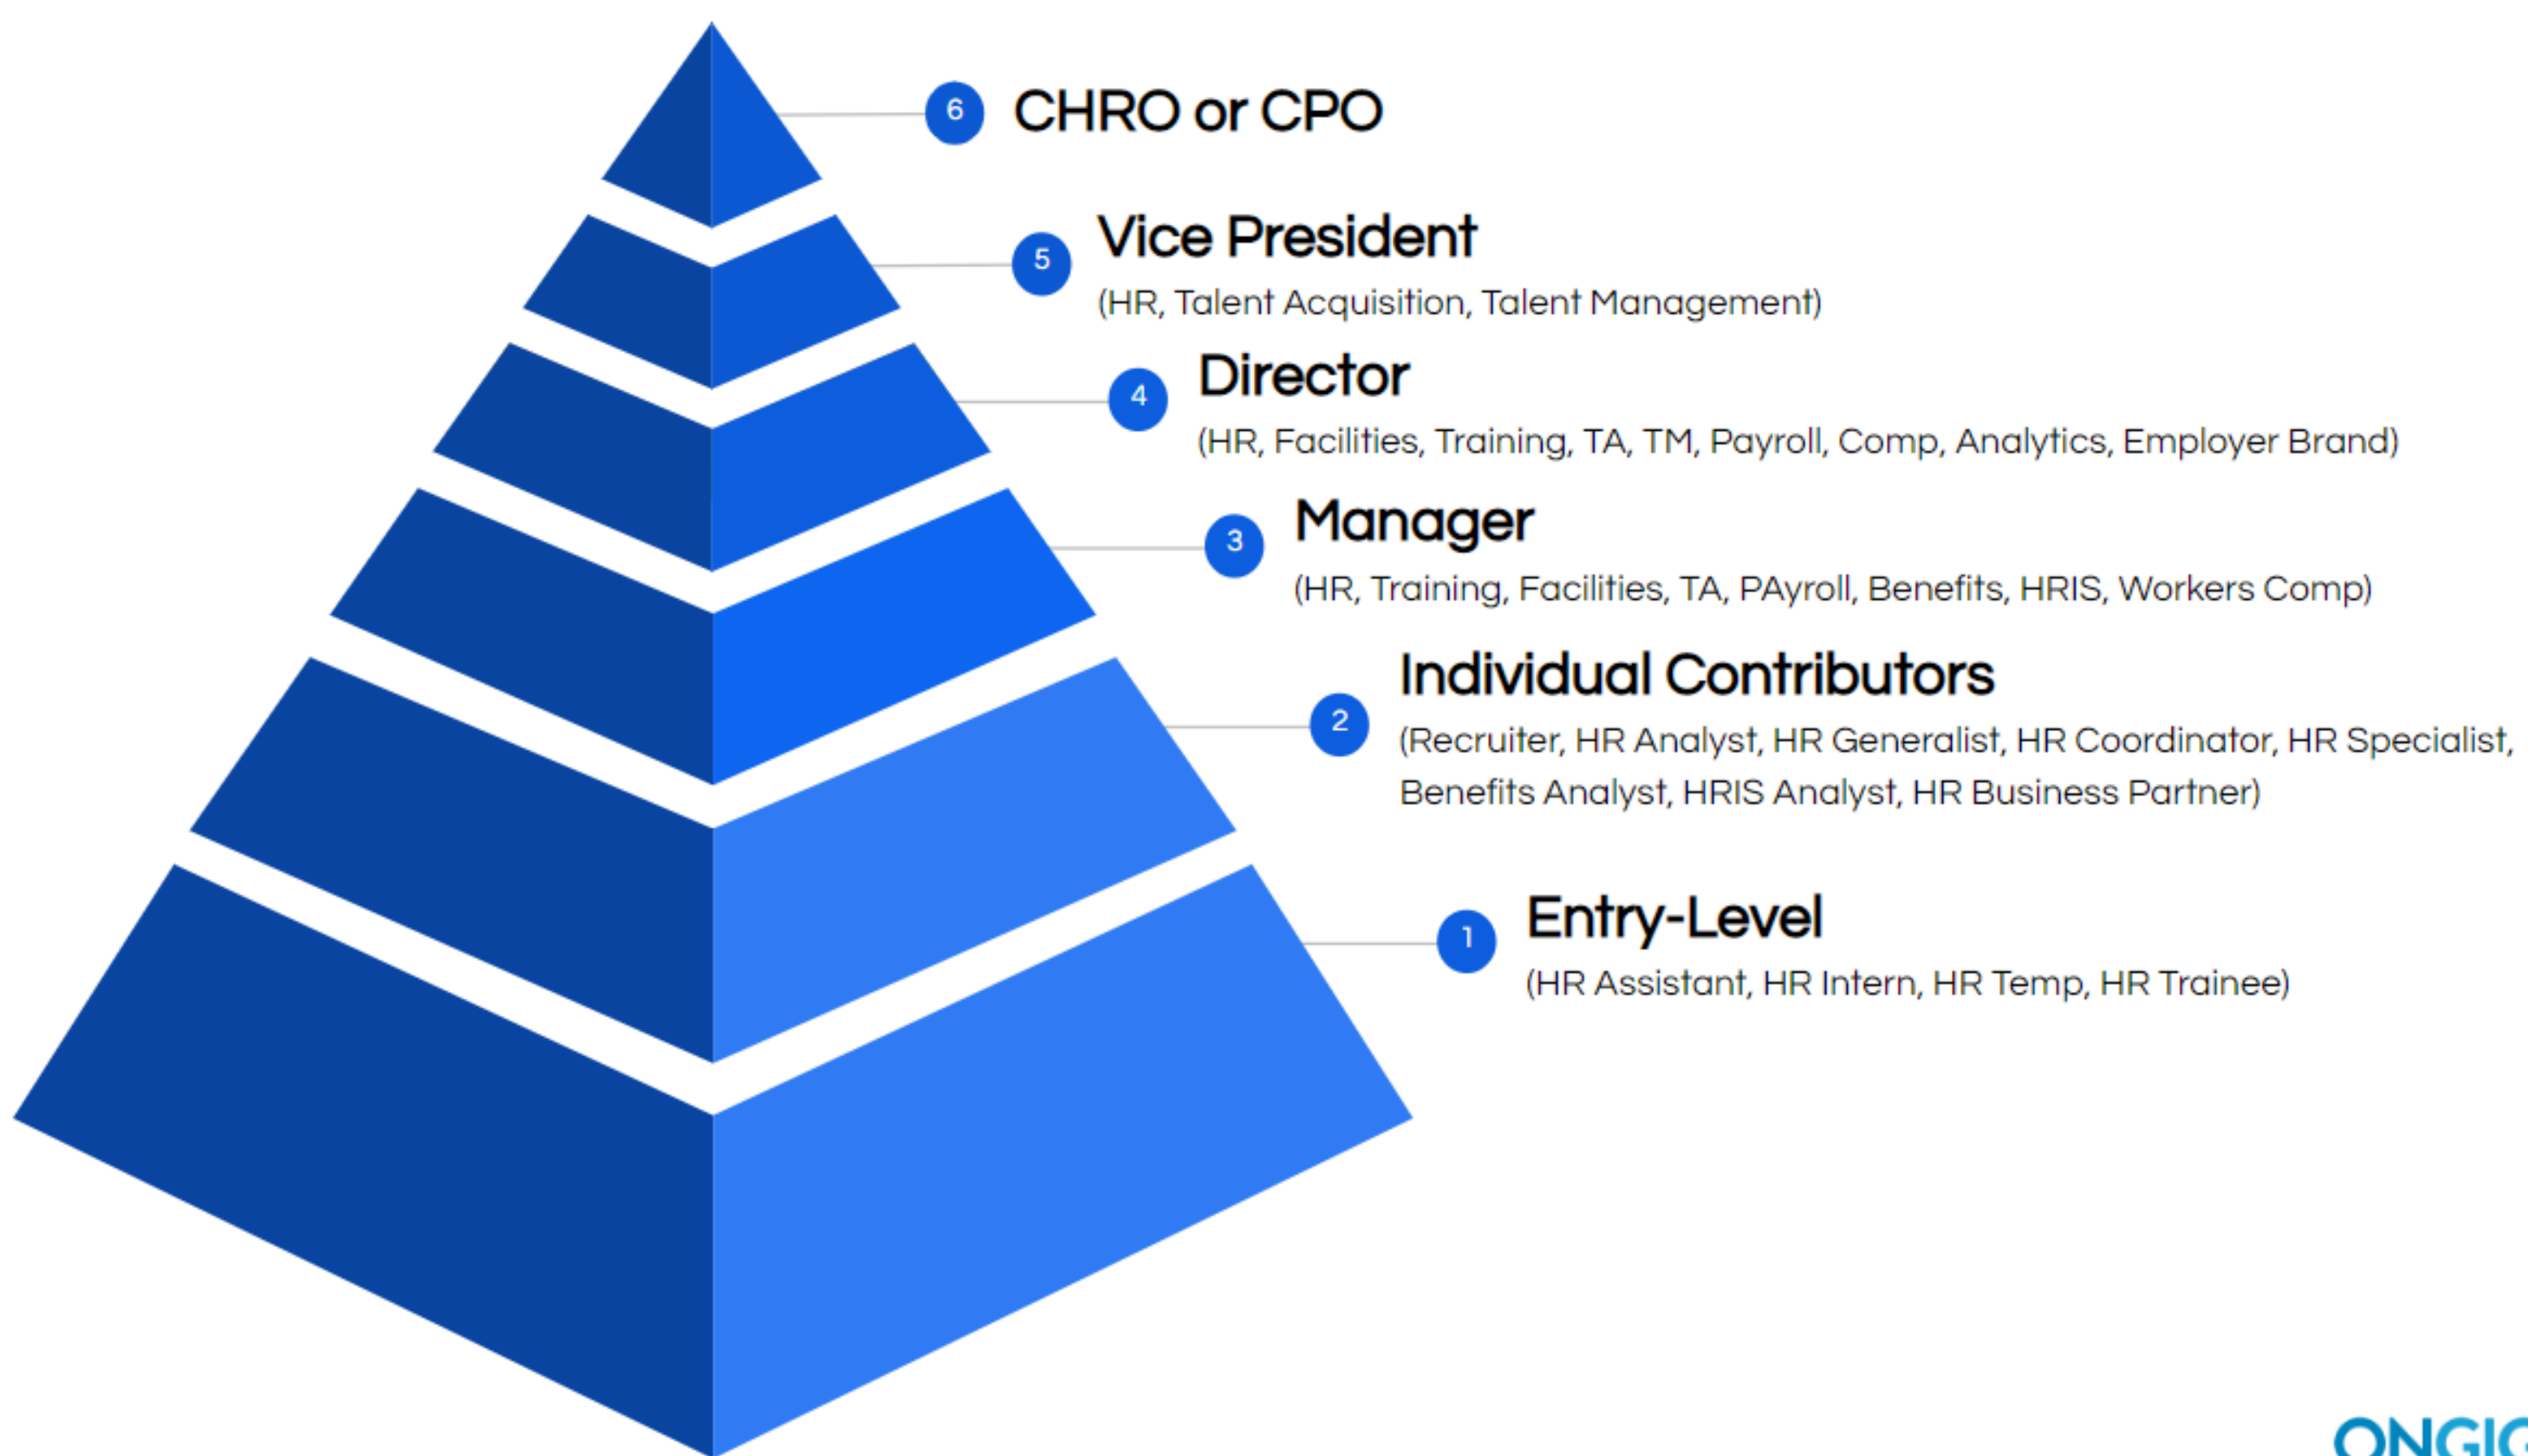 6 CHRO or CPO
5 Vice President
(HR, Talent Acquisition, Talent Management)
4 Director
(HR, Facilities, Training, TA, TM, Payroll, Comp, Analytics, Employer Brand)
3 Manager
(HR, Training, Facilities, TA, PAyroll, Benefits, HRIS, Workers Comp)
2 Individual Contributors
(Recruiter, HR Analyst, HR Generalist, HR Coordinator, HR Specialist,
Benefits Analyst, HRIS Analyst, HR Business Partner)
1 Entry-Level
(HR Assistant, HR Intern, HR Temp, HR Trainee)
ONGIG